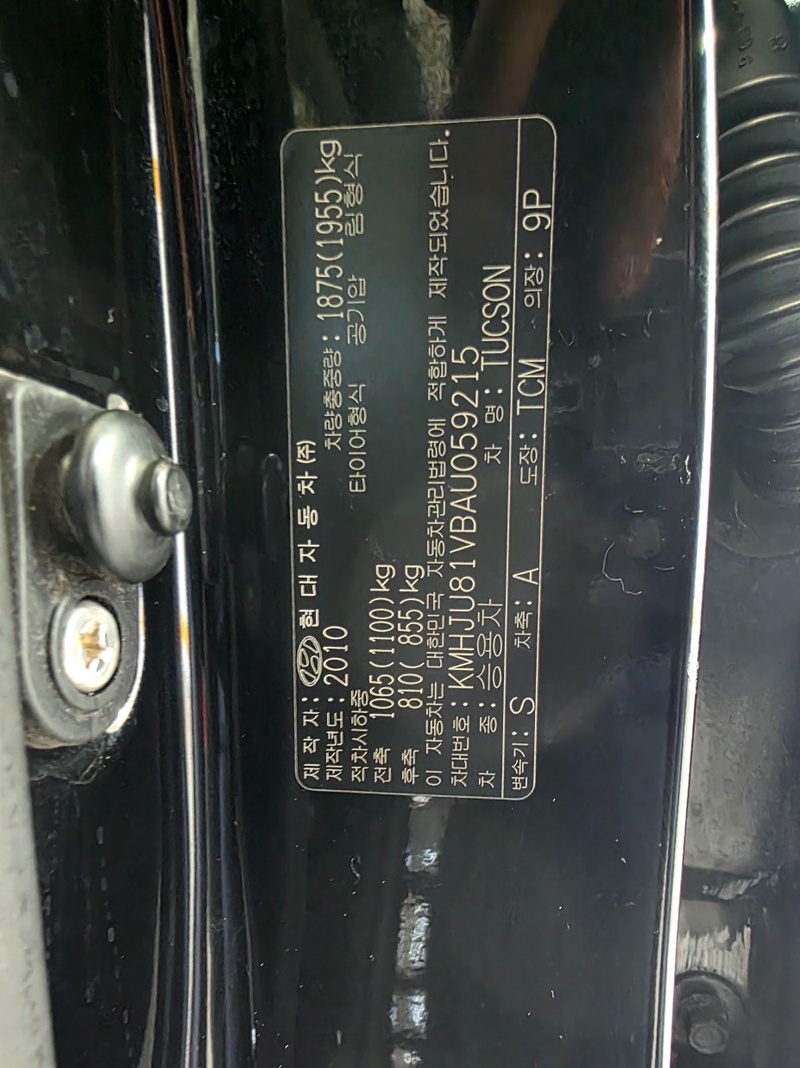 제 작 자 : 현 대 자 동 차 ㈜
제작년도 : 2010
적차시하중 차량총중량 : 1875(1955)kg
전축 1065(1100)kg 타이어형식 공기압 림형식
후축 810( 855)kg
이 자동차는 대한민국 자동차관리법령에 적합하게 제작되었습니다.
차대번호 : KMHJU81VBAU059215
차 종 : 승용차 차 명 : TUCSON
변속기 : S 차축 : A 도장 : TCM 의장 : 9P